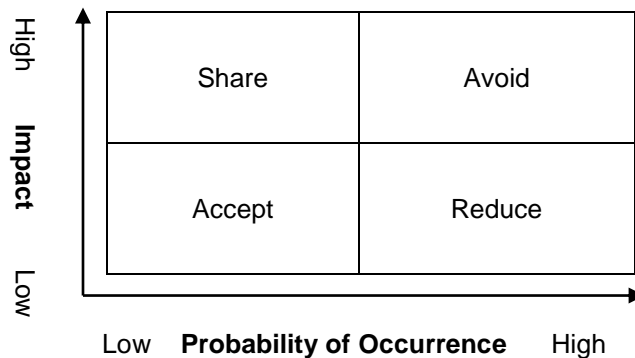 High
Impact
Low
Share
Avoid
Accept
Reduce
Low
Probability of Occurrence
High